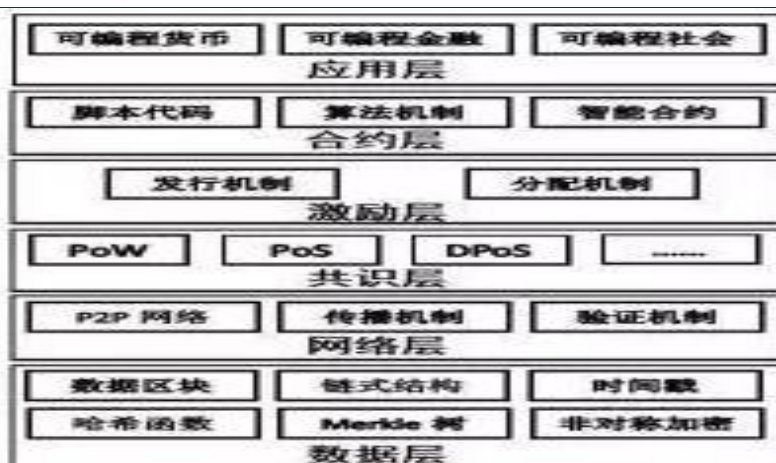 可编程货币 可编程金融 可编程社会
应用层
脚本代码 算法机制 智能合约
合约层
发行机制 分配机制
激励层
PoW PoS DPoS ......
共识层
P2P 网络 传播机制 验证机制
网络层
数据区块 链式结构 时间戳
哈希函数 Merkle 树 非对称加密
数据层